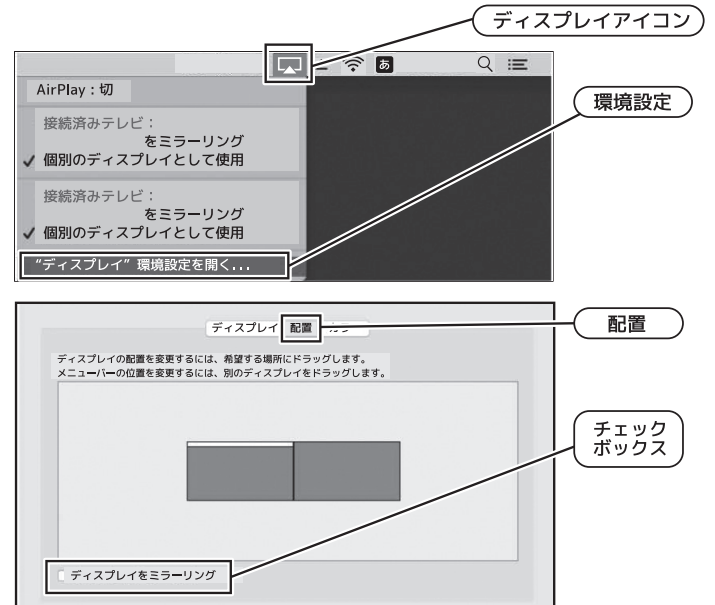 ディスプレイアイコン
あ
AirPlay：切
環境設定
接続済みテレビ：
をミラーリング
✓ 個別のディスプレイとして使用
接続済みテレビ：
をミラーリング
✓ 個別のディスプレイとして使用
“ディスプレイ”環境設定を開く...
ディスプレイ 配置 カラー
配置
ディスプレイの配置を変更するには、希望する場所にドラッグします。
メニューバーの位置を変更するには、別のディスプレイをドラッグします。
チェック
ボックス
ディスプレイをミラーリング